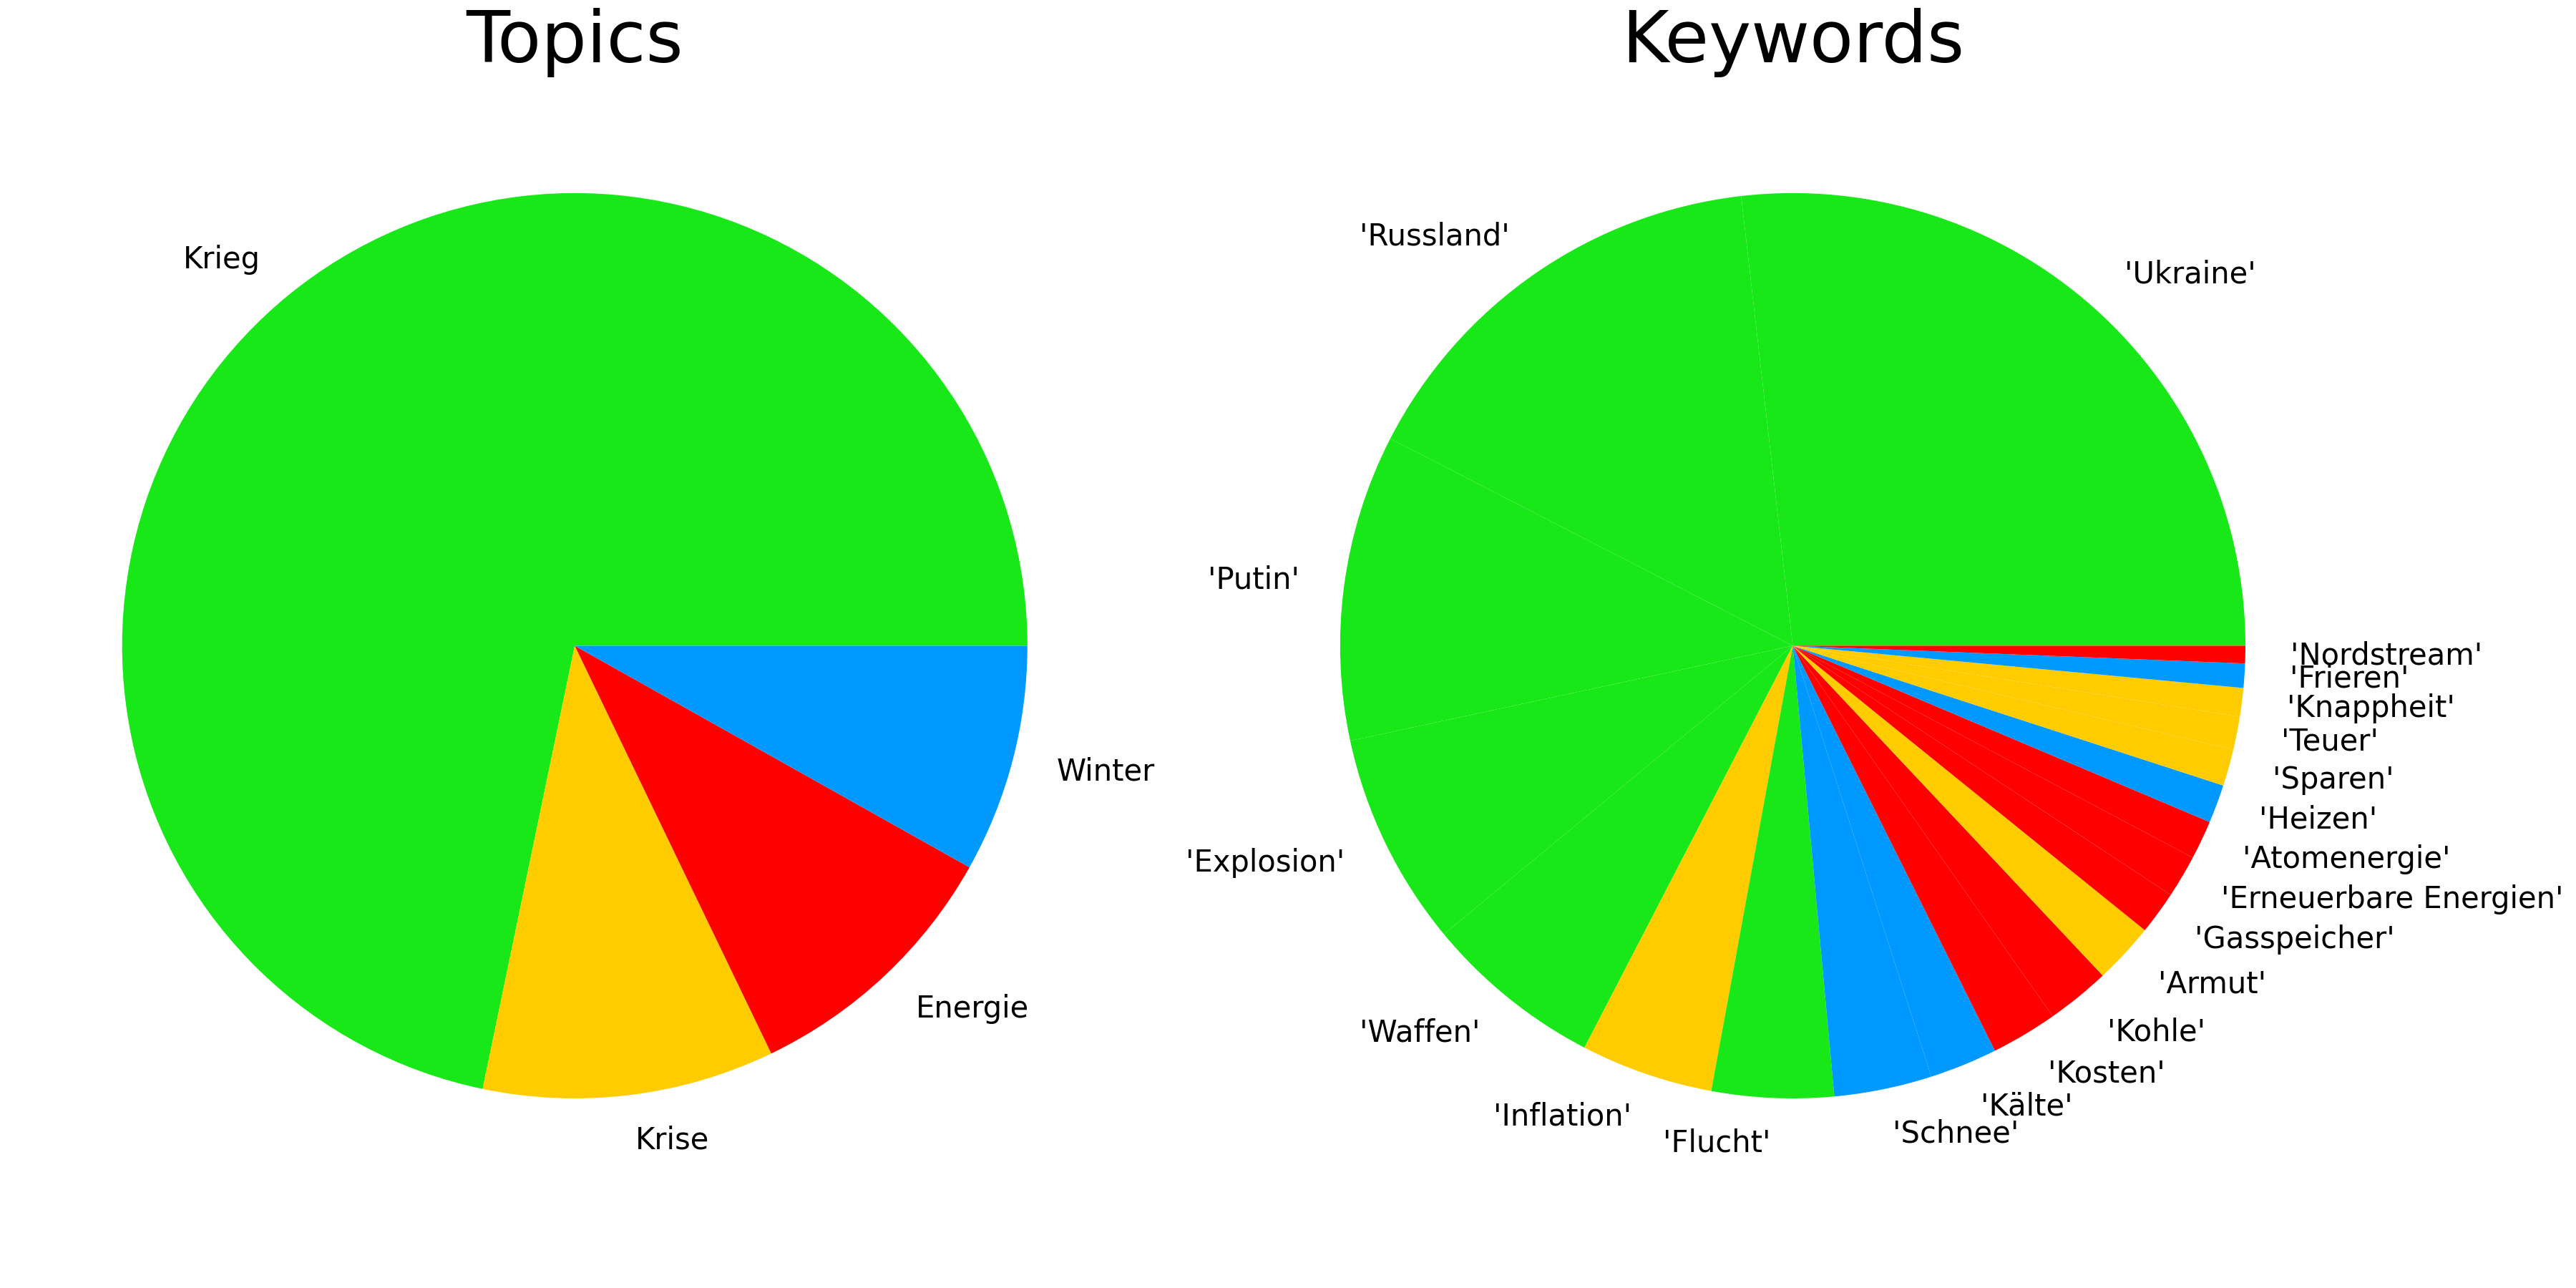 Topics
Krieg
Winter
Energie
Krise
Keywords
'Russland'
'Ukraine'
'Putin'
'Nordstream'
'Frieren'
'Knappheit'
'Teuer'
'Sparen'
'Heizen'
'Explosion'
'Atomenergie'
'Erneuerbare Energien'
'Gasspeicher'
'Armut'
'Waffen'
'Kohle'
'Kosten'
'Kälte'
'Inflation'
'Schnee'
'Flucht'